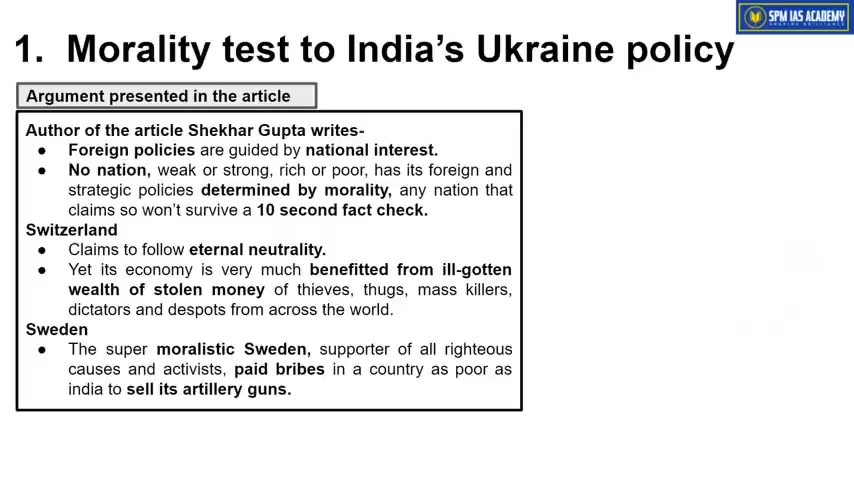 SPM IAS ACADEMY
1. Morality test to India's Ukraine policy
Argument presented in the article
Author of the article Shekhar Gupta writes-
● Foreign policies are guided by national interest.
● No nation, weak or strong, rich or poor, has its foreign and
strategic policies determined by morality, any nation that
claims so won't survive a 10 second fact check.
Switzerland
● Claims to follow eternal neutrality.
● Yet its economy is very much benefitted from ill-gotten
wealth of stolen money of thieves, thugs, mass killers,
dictators and despots from across the world.
Sweden
● The super moralistic Sweden, supporter of all righteous
causes and activists, paid bribes in a country as poor as
india to sell its artillery guns.